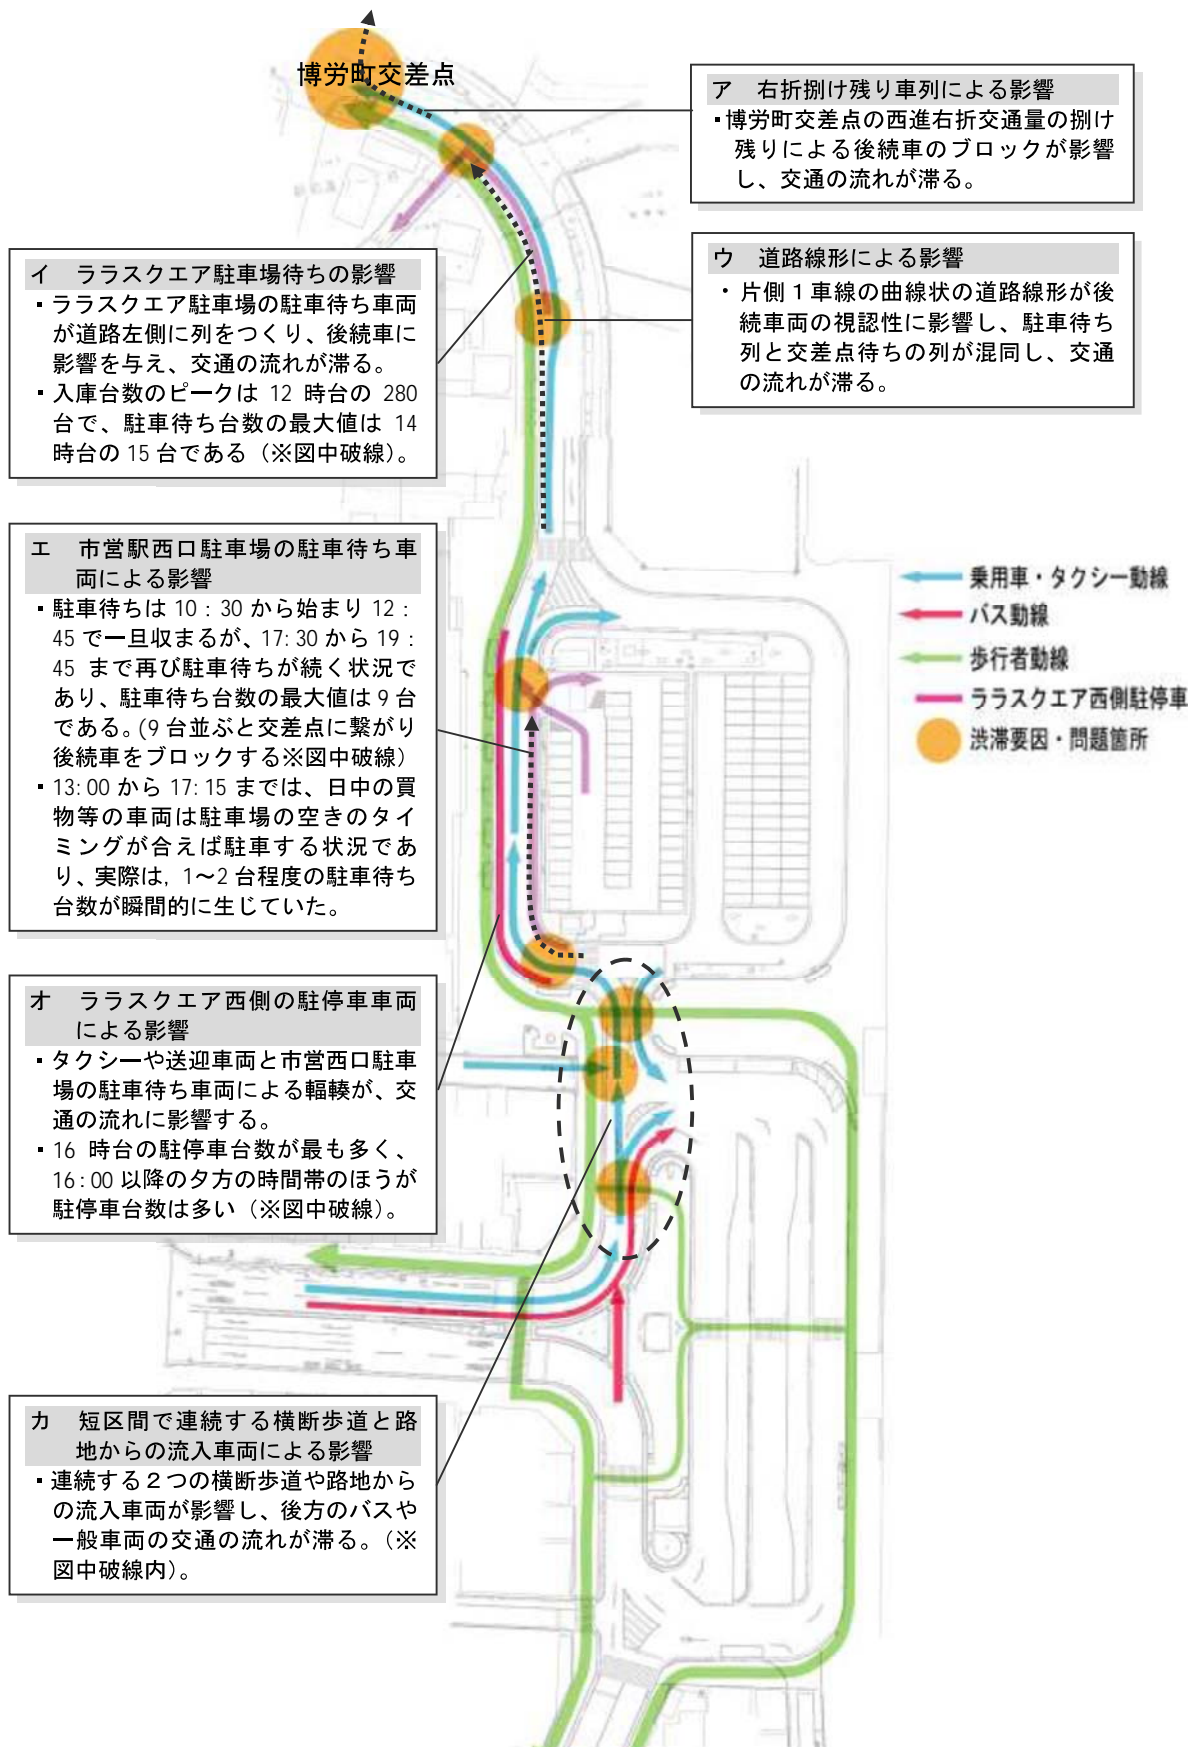 博労町交差点
ア 右折捌け残り車列による影響
▪博労町交差点の西進右折交通量の捌け
残りによる後続車のブロックが影響
し、交通の流れが滞る。
イ ララスクエア駐車場待ちの影響
▪ララスクエア駐車場の駐車待ち車両
が道路左側に列をつくり、後続車に
影響を与え、交通の流れが滞る。
▪入庫台数のピークは 12 時台の 280
台で、駐車待ち台数の最大値は 14
時台の 15 台である（※図中破線）。
ウ 道路線形による影響
・片側１車線の曲線状の道路線形が後
続車両の視認性に影響し、駐車待ち
列と交差点待ちの列が混同し、交通
の流れが滞る。
エ 市営駅西口駐車場の駐車待ち車
両による影響
▪駐車待ちは 10：30 から始まり 12：
45 で一旦収まるが、17:30 から 19：
45 まで再び駐車待ちが続く状況で
あり、駐車待ち台数の最大値は 9 台
である。(9 台並ぶと交差点に繋がり
後続車をブロックする※図中破線）
▪13:00 から 17:15 までは、日中の買
物等の車両は駐車場の空きのタイ
ミングが合えば駐車する状況であ
り、実際は, 1～2 台程度の駐車待ち
台数が瞬間的に生じていた。
乗用車・タクシー動線
バス動線
歩行者動線
ララスクエア西側駐停車
渋滞要因・問題箇所
オ ララスクエア西側の駐停車車両
による影響
▪タクシーや送迎車両と市営西口駐車
場の駐車待ち車両による輻輳が、交
通の流れに影響する。
▪16 時台の駐停車台数が最も多く、
16:00 以降の夕方の時間帯のほうが
駐停車台数は多い（※図中破線）。
カ 短区間で連続する横断歩道と路
地からの流入車両による影響
▪連続する２つの横断歩道や路地から
の流入車両が影響し、後方のバスや
一般車両の交通の流れが滞る。（※
図中破線内）。